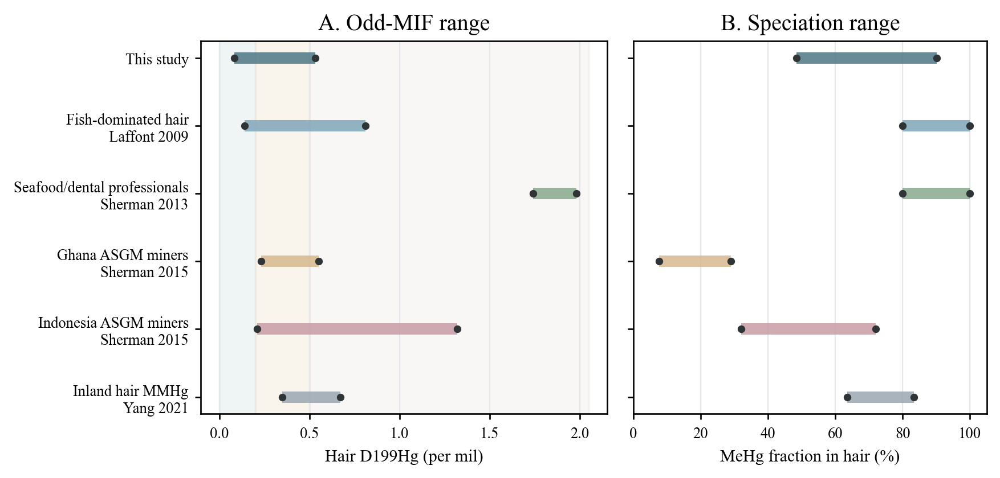 A. Odd-MIF range
B. Speciation range
This study
Fish-dominated hair
Laffont 2009
Seafood/dental professionals
Sherman 2013
Ghana ASGM miners
Sherman 2015
Indonesia ASGM miners
Sherman 2015
Inland hair MMHg
Yang 2021
0.0 0.5 1.0 1.5 2.0
Hair D199Hg (per mil)
0 20 40 60 80 100
MeHg fraction in hair (%)